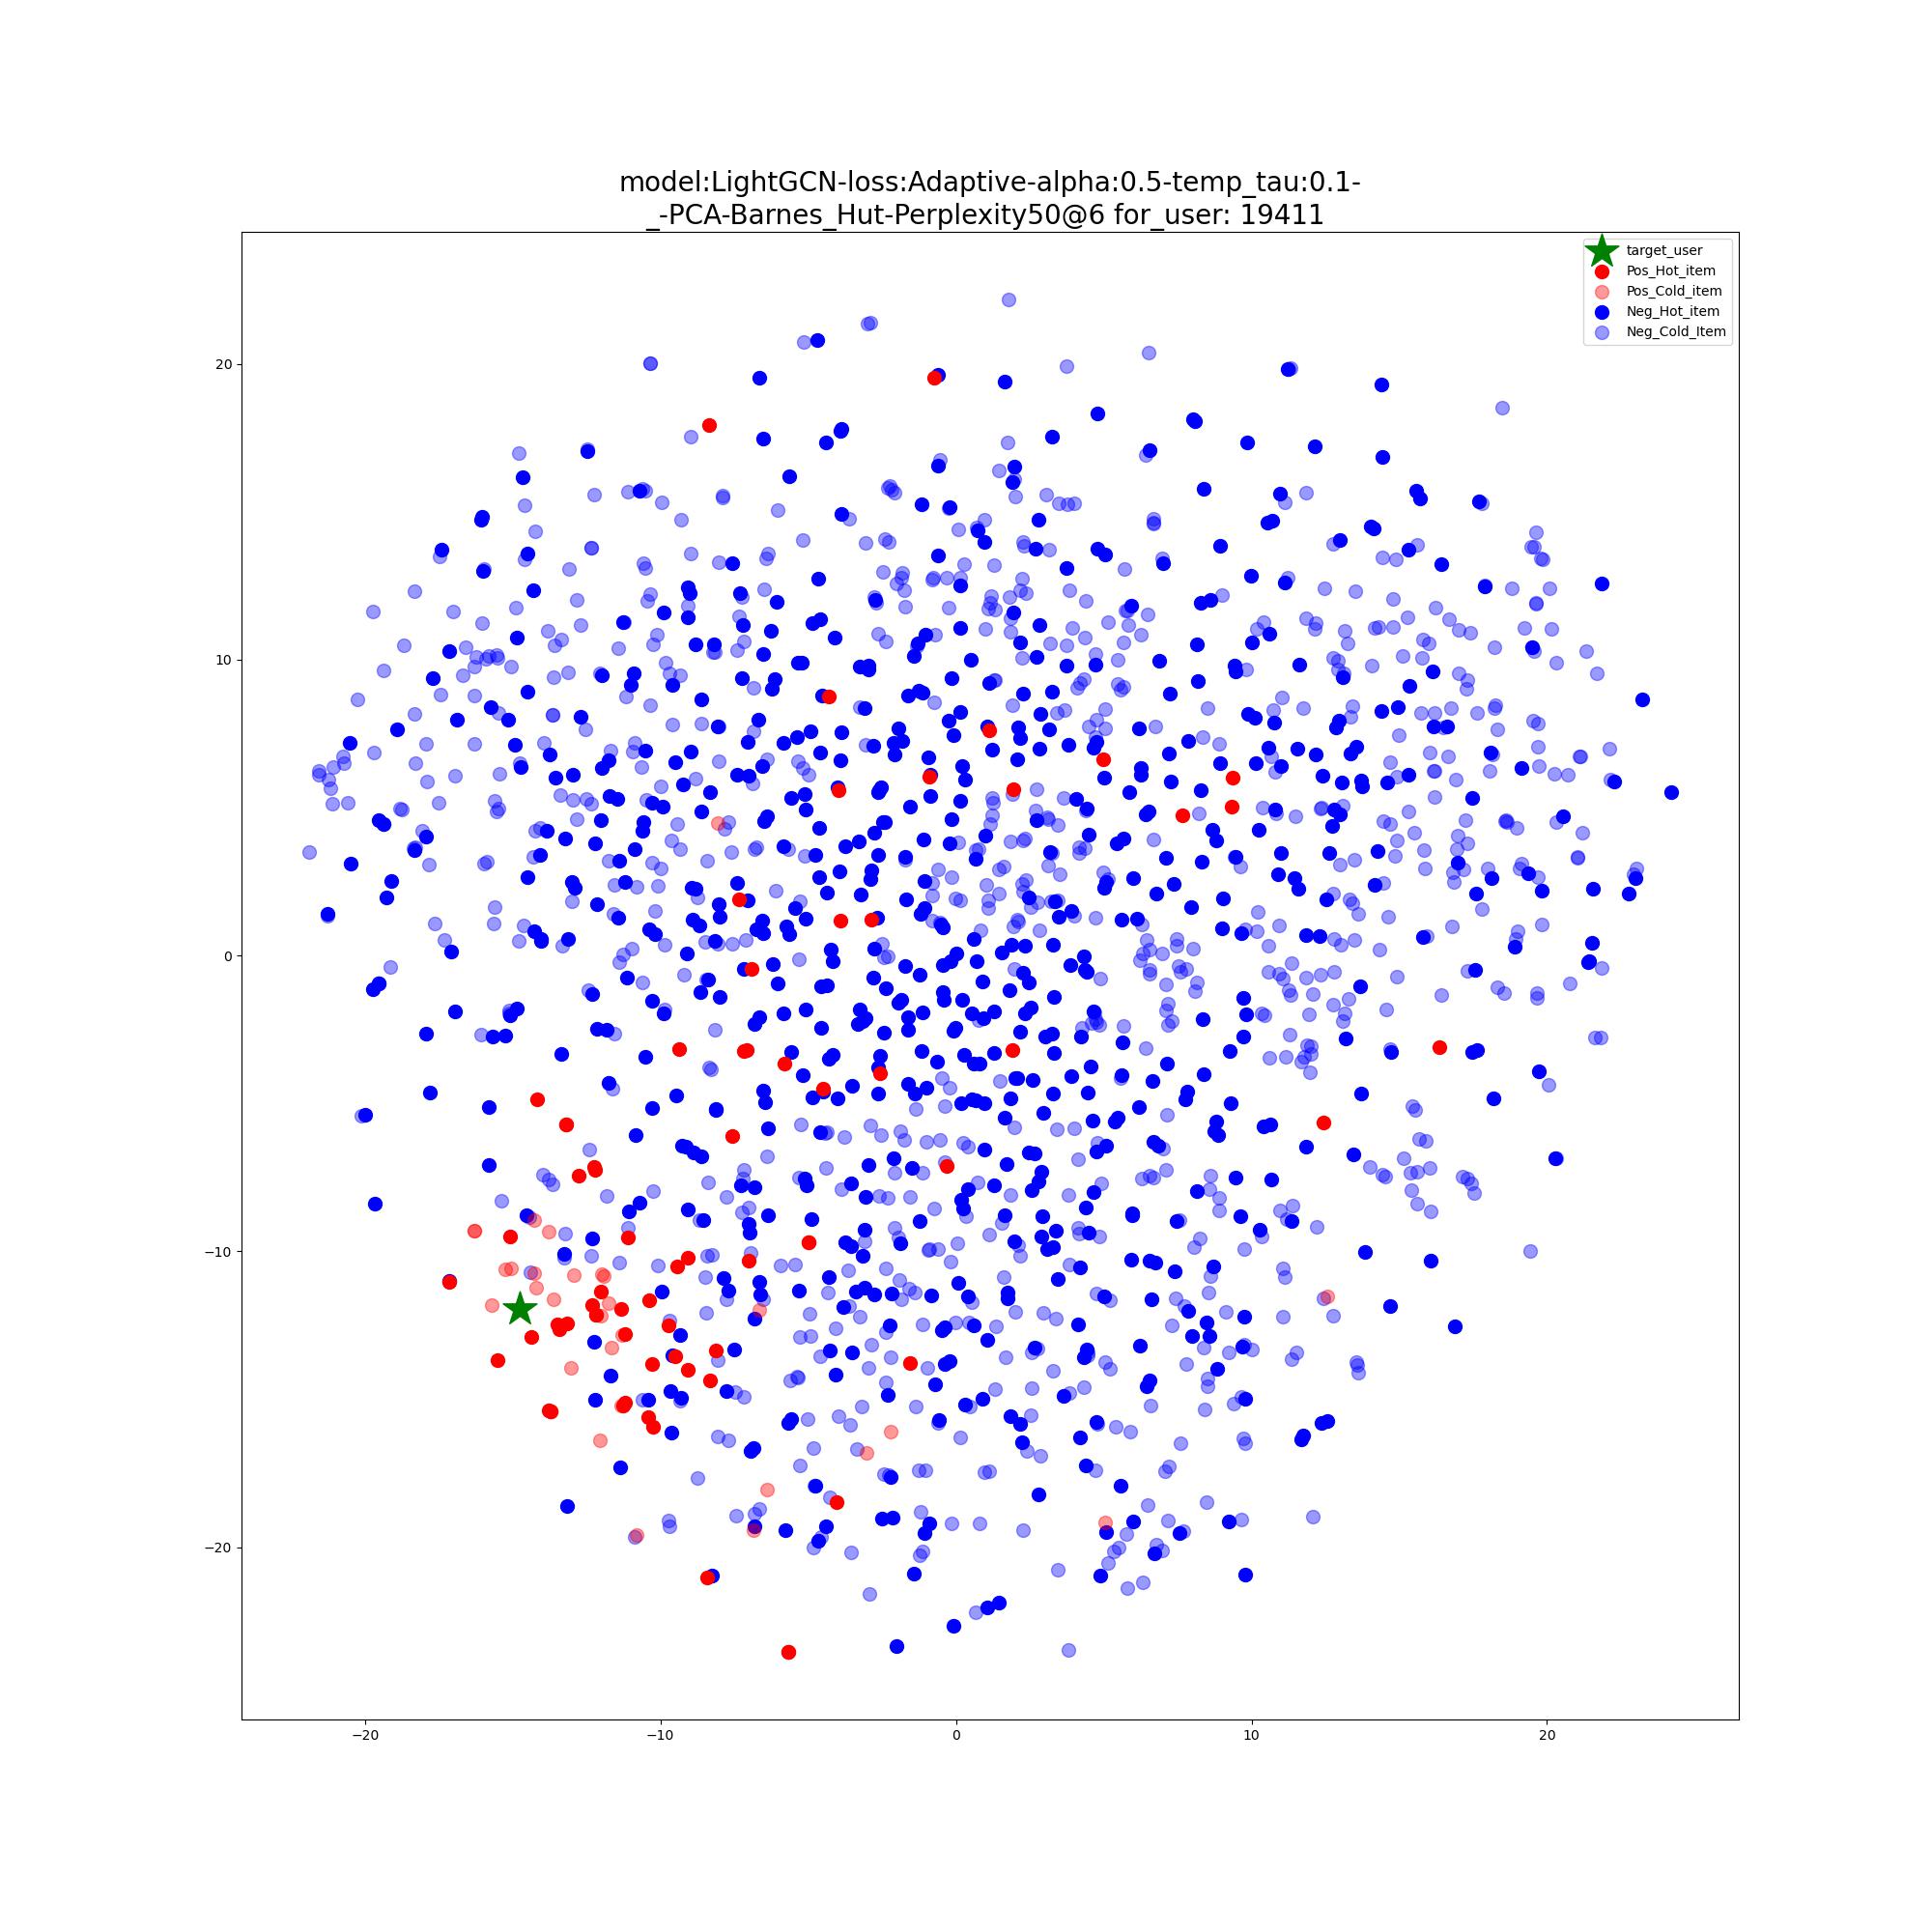 model:LightGCN-loss:Adaptive-alpha:0.5-temp_tau:0.1-
_-PCA-Barnes_Hut-Perplexity50@6 for_user: 19411
target_user
Pos_Hot_item
Pos_Cold_item
Neg_Hot_item
Neg_Cold_Item
20
10
0
−10
−20
−20
−10
0
10
20